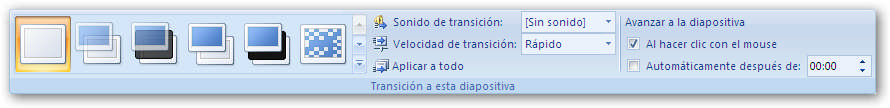 Sonido de transición: [Sin sonido]
Velocidad de transición: Rápido
Aplicar a todo
Avanzar a la diapositiva
Al hacer clic con el mouse
Automáticamente después de: 00:00
Transición a esta diapositiva